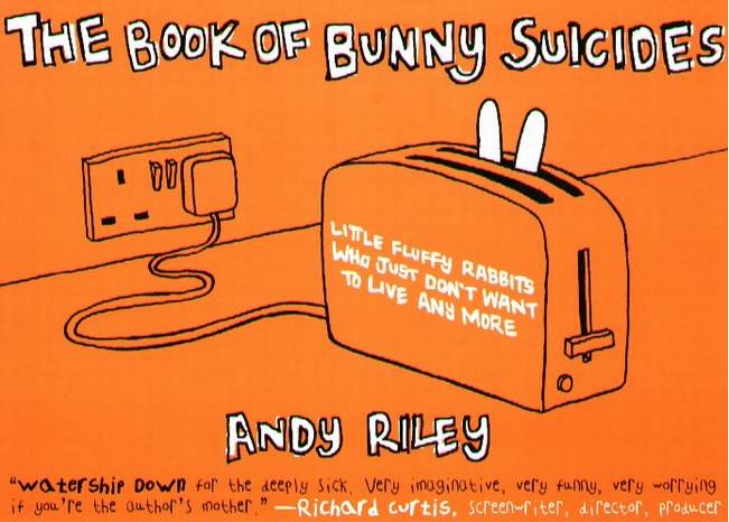 THE BOOK OF BUNNY SUICIDES
LITTLE FLUFFY RABBITS
WHO JUST DON'T WANT
TO LIVE ANY MORE
ANDY RILEY
"Watership Down for the deeply sick. Very imaginative, very funny, very worrying
if you're the author's mother." —Richard Curtis, screenwriter, director, producer